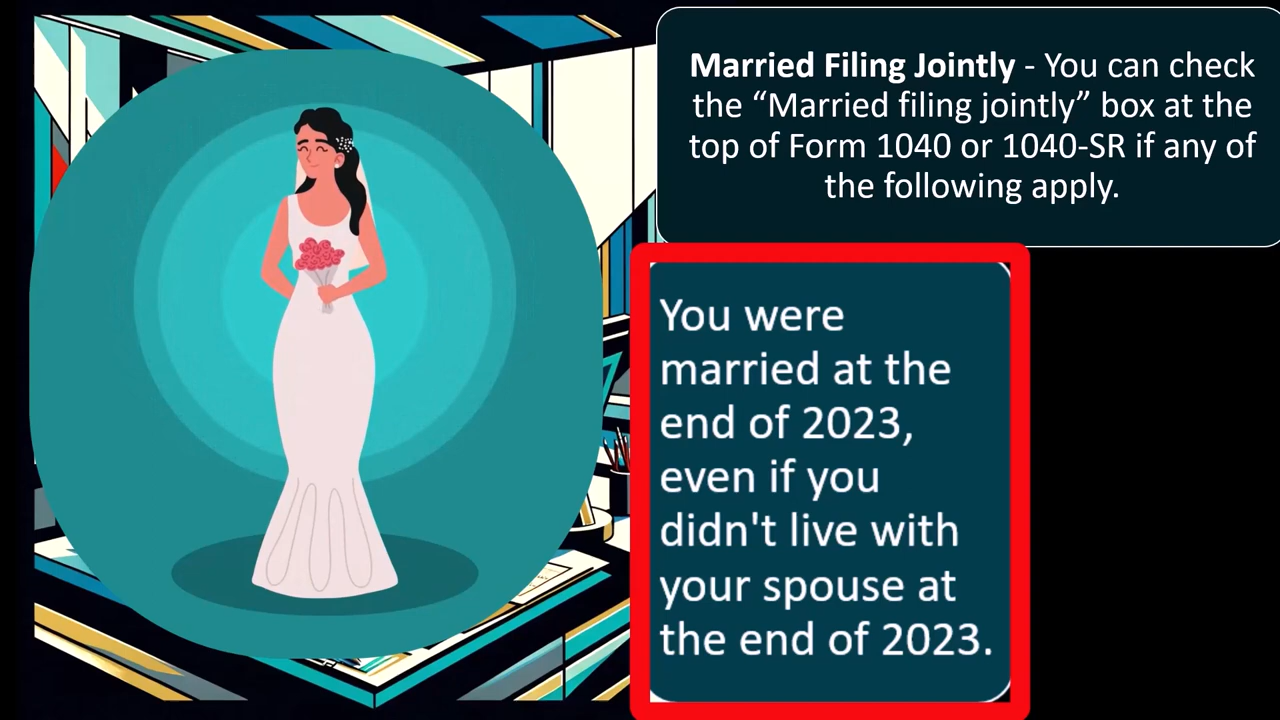 Married Filing Jointly - You can check
the “Married filing jointly” box at the
top of Form 1040 or 1040-SR if any of
the following apply.
You were
married at the
end of 2023,
even if you
didn't live with
your spouse at
the end of 2023.